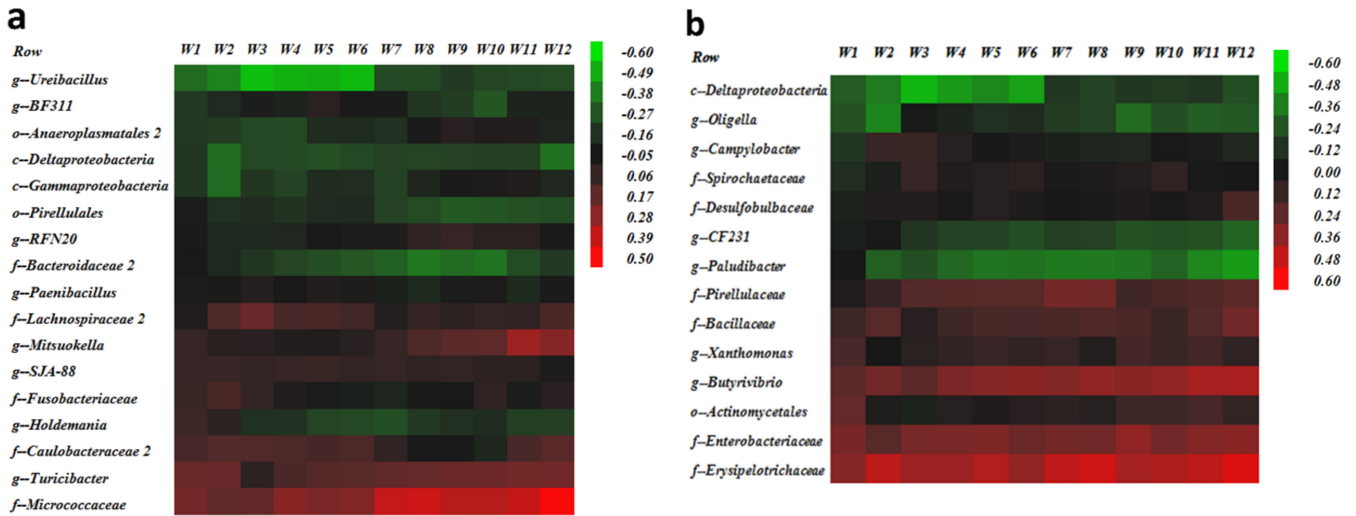 a
Row W1 W2 W3 W4 W5 W6 W7 W8 W9 W10 W11 W12
g--Ureibacillus
g--BF311
o--Anaeroplasmatales 2
c--Deltaproteobacteria
c--Gammaproteobacteria
o--Pirellulales
g--RFN20
f--Bacteroidaceae 2
g--Paenibacillus
f--Lachnospiraceae 2
g--Mitsuokella
g--SJA-88
f--Fusobacteriaceae
g--Holdemania
f--Caulobacteraceae 2
g--Turicibacter
f--Micrococcaceae
-0.60
-0.49
-0.38
-0.27
-0.16
-0.05
0.06
0.17
0.28
0.39
0.50
b
Row W1 W2 W3 W4 W5 W6 W7 W8 W9 W10 W11 W12
c--Deltaproteobacteria
g--Oligella
g--Campylobacter
f--Spirochaetaceae
f--Desulfobulbaceae
g--CF231
g--Paludibacter
f--Pirellulaceae
f--Bacillaceae
g--Xanthomonas
g--Butyrivibrio
o--Actinomycetales
f--Enterobacteriaceae
f--Erysipelotrichaceae
-0.60
-0.48
-0.36
-0.24
-0.12
0.00
0.12
0.24
0.36
0.48
0.60